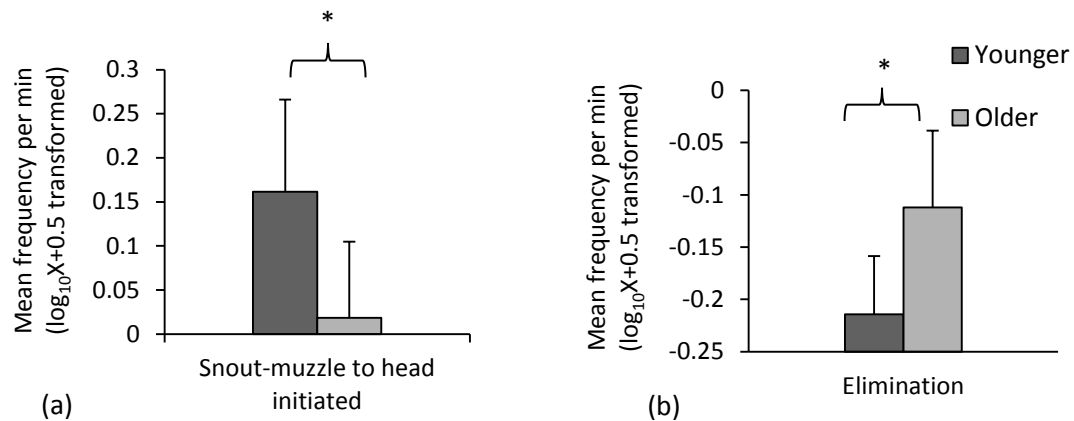 *
0.3
0.25
0.2
0.15
0.1
0.05
0
Mean frequency per min
(log₁₀X+0.5 transformed)
Snout-muzzle to head
initiated
(a)
*
0
-0.05
-0.1
-0.15
-0.2
-0.25
Mean frequency per min
(log₁₀X+0.5 transformed)
Elimination
(b)
Younger
Older